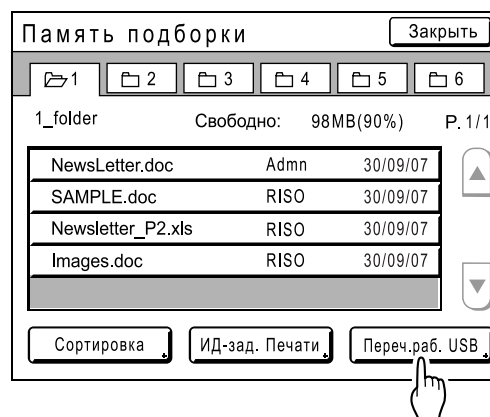 Память подборки Закрыть
1 2 3 4 5 6
1_folder Свободно: 98MB(90%) P. 1/1
NewsLetter.doc Admn 30/09/07
SAMPLE.doc RISO 30/09/07
Newsletter_P2.xls RISO 30/09/07
Images.doc RISO 30/09/07
Сортировка ИД-зад. Печати Переч.раб. USB